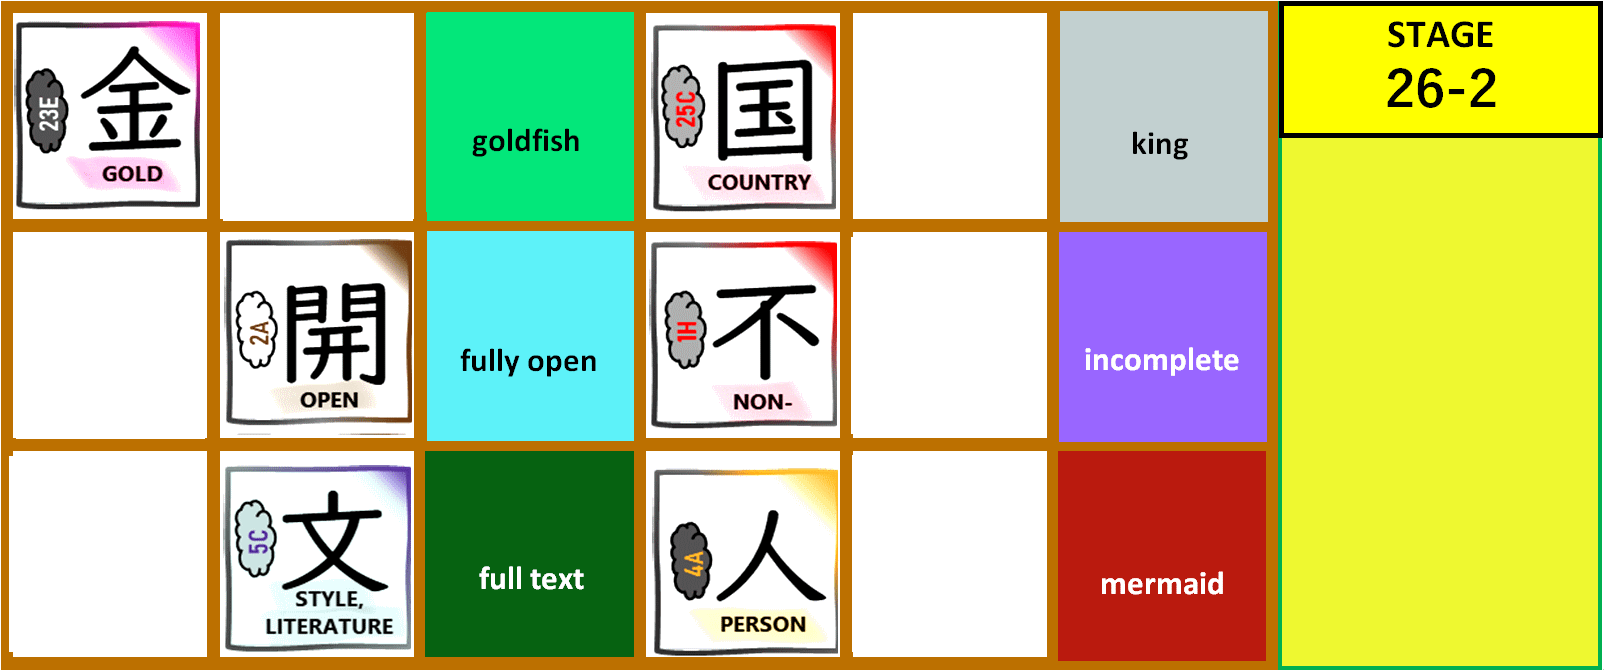 23E
金
GOLD
goldfish
25C
国
COUNTRY
king
STAGE
26-2
2A
開
OPEN
fully open
1H
不
NON-
incomplete
5C
文
STYLE,
LITERATURE
full text
4A
人
PERSON
mermaid